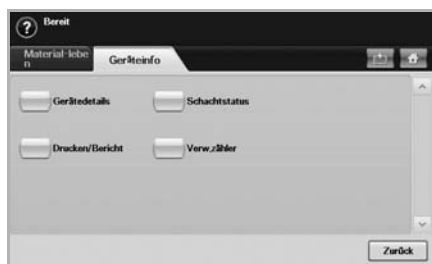 Bereit
Material-lebe
n
Geräteinfo
Gerätedetails
Schachtstatus
Drucken/Bericht
Verw.zähler
Zurück